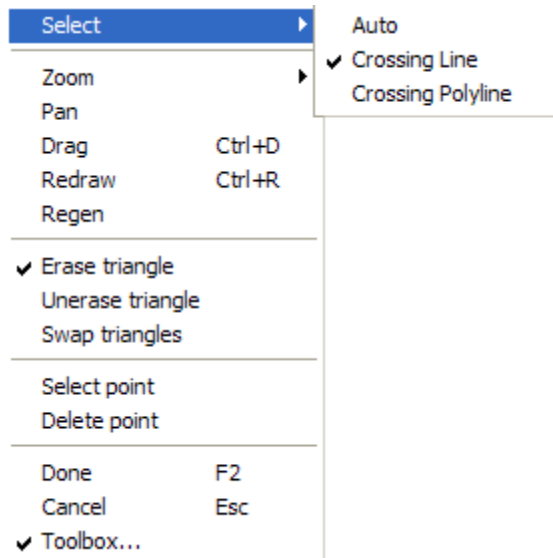 Select
Auto
Crossing Line
Crossing Polyline
Zoom
Pan
Drag Ctrl+D
Redraw Ctrl+R
Regen
Erase triangle
Unerase triangle
Swap triangles
Select point
Delete point
Done F2
Cancel Esc
Toolbox...